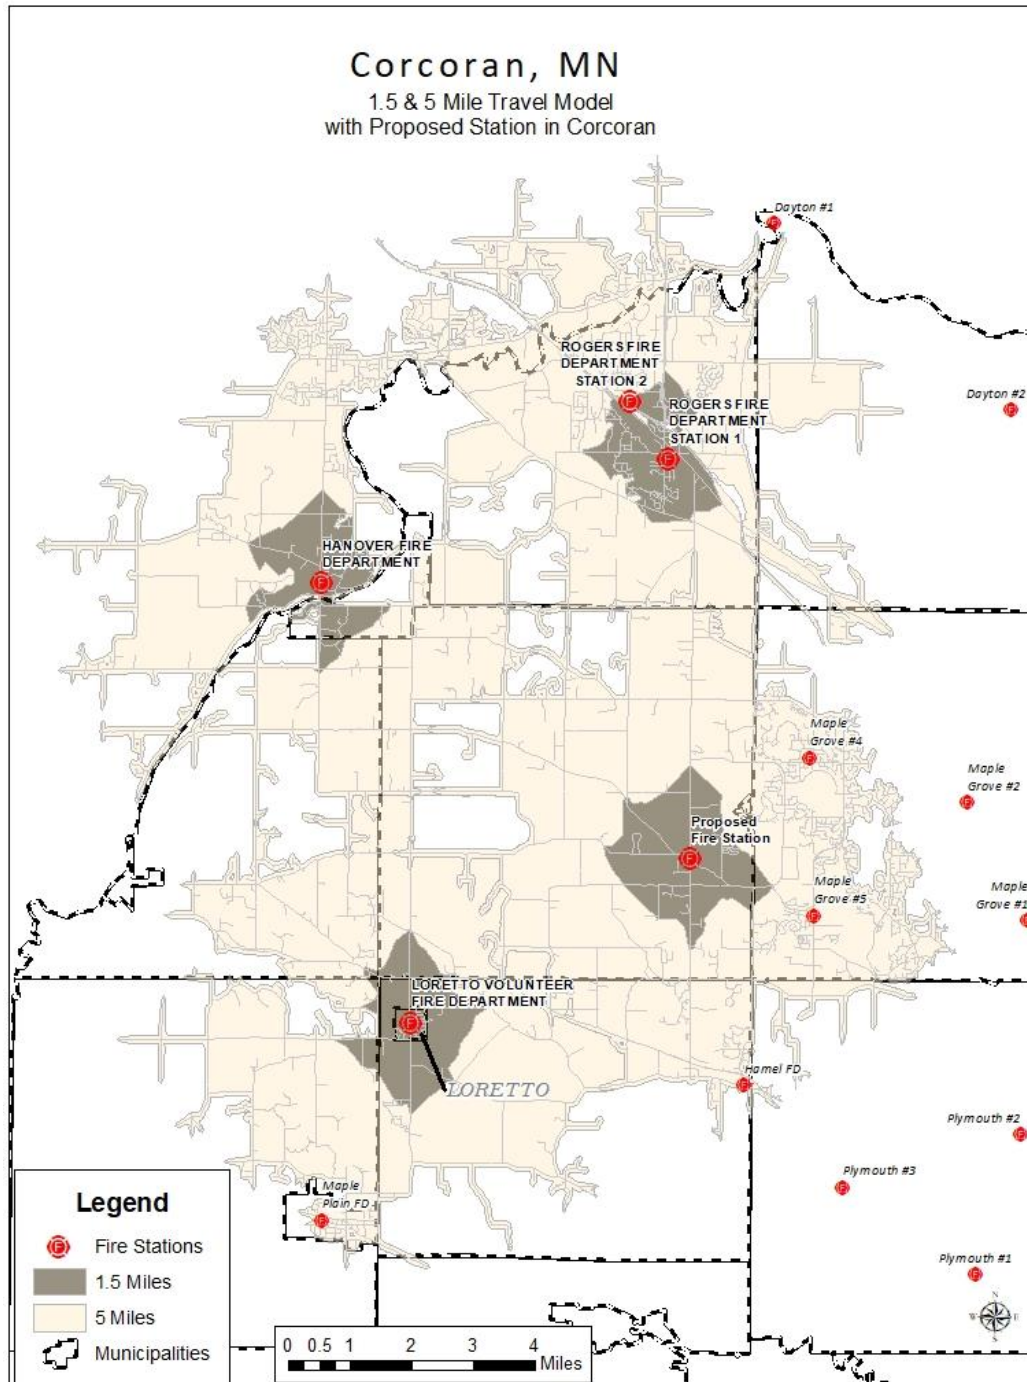 Corcoran, MN
1.5 & 5 Mile Travel Model
with Proposed Station in Corcoran
Dayton #1
ROGERS FIRE
DEPARTMENT
STATION 2
ROGERS FIRE
DEPARTMENT
STATION 1
Dayton #2
HANOVER FIRE
DEPARTMENT
Maple
Grove #4
Maple
Grove #2
Proposed
Fire Station
Maple
Grove #5
Maple
Grove #1
LORETTO VOLUNTEER
FIRE DEPARTMENT
LORETTO
Hamel FD
Plymouth #2
Plymouth #3
Maple
Plain FD
Plymouth #1
Legend
F Fire Stations
1.5 Miles
5 Miles
Municipalities
0 0.5 1 2 3 4
Miles
N
W E
S